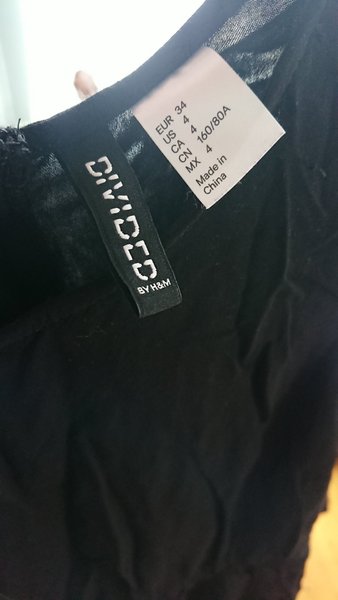 DIVIDED
BY H&M
EUR 34
US 4
CA 4
CN 160/80A
MX 4
Made in
China